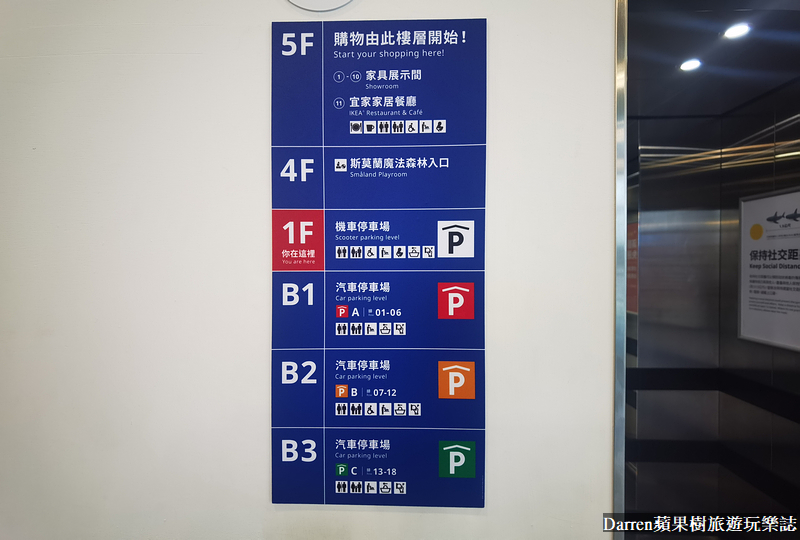 5F
購物由此樓層開始！
Start your shopping here!
1 - 10 家具展示間
Showroom
11 宜家家居餐廳
IKEA Restaurant & Café
4F
斯莫蘭魔法森林入口
Småland Playroom
1F
你在這裡
You are here
機車停車場
Scooter parking level
P
B1
汽車停車場
Car parking level
P A 01-06
P
B2
汽車停車場
Car parking level
P B 07-12
P
B3
汽車停車場
Car parking level
P C 13-18
P
保持社交距
Keep Social Distanc
Darren蘋果樹旅遊玩樂誌